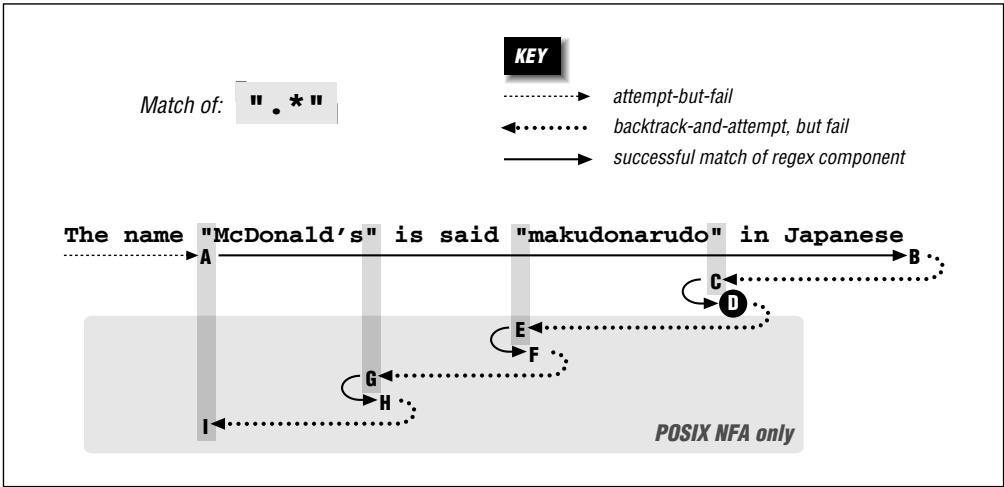 KEY
Match of: ".*"
attempt-but-fail
backtrack-and-attempt, but fail
successful match of regex component
The name "McDonald's" is said "makudonarudo" in Japanese
A B
C
D
E
F
G
H
I
POSIX NFA only